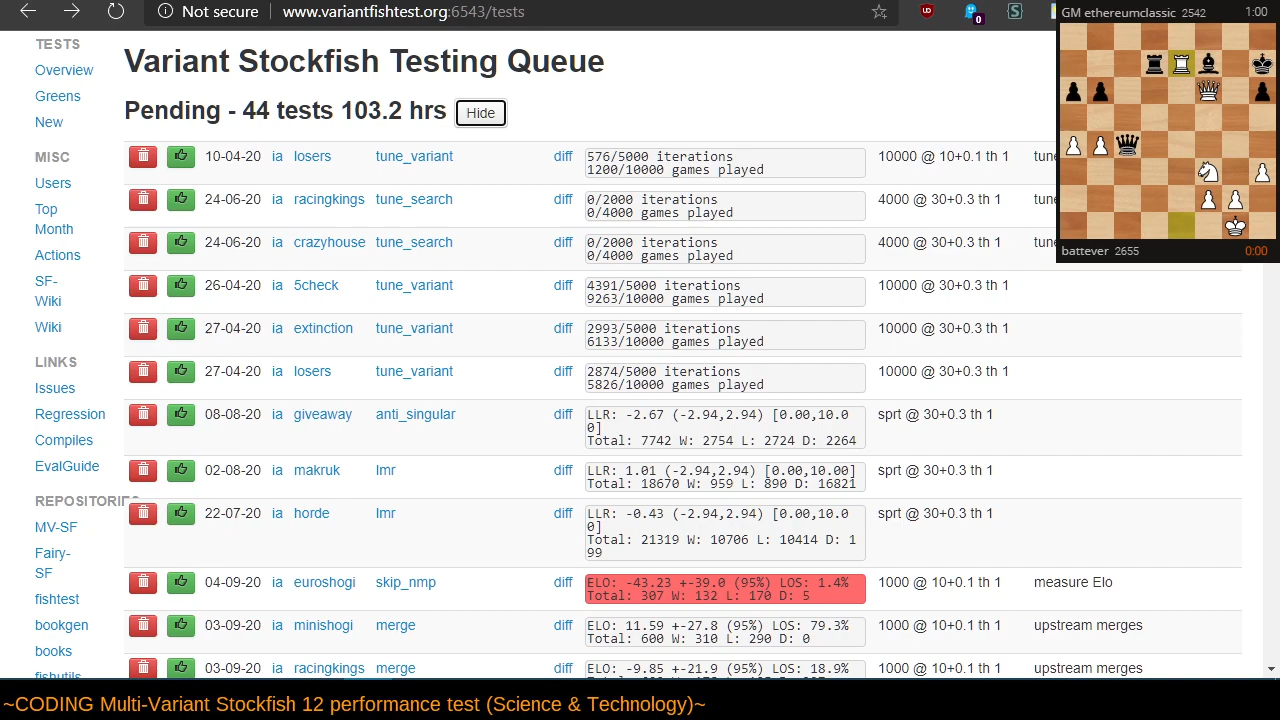 Not secure
www.variantfishtest.org:6543/tests
0
GM ethereumclassic 2542 1:00
battever 2655 0:00
TESTS
Overview
Greens
New
MISC
Users
Top
Month
Actions
SF-
Wiki
Wiki
LINKS
Issues
Regression
Compiles
EvalGuide
REPOSITORIES
MV-SF
Fairy-
SF
fishtest
bookgen
books
fishutils
Variant Stockfish Testing Queue
Pending - 44 tests 103.2 hrs Hide
10-04-20 ia losers tune_variant diff 576/5000 iterations 10000 @ 10+0.1 th 1 tune
1200/10000 games played
24-06-20 ia racingkings tune_search diff 0/2000 iterations 4000 @ 30+0.3 th 1 tune
0/4000 games played
24-06-20 ia crazyhouse tune_search diff 0/2000 iterations 4000 @ 30+0.3 th 1 tune
0/4000 games played
26-04-20 ia 5check tune_variant diff 4391/5000 iterations 10000 @ 30+0.3 th 1
9263/10000 games played
27-04-20 ia extinction tune_variant diff 2993/5000 iterations 10000 @ 30+0.3 th 1
6133/10000 games played
27-04-20 ia losers tune_variant diff 2874/5000 iterations 10000 @ 30+0.3 th 1
5826/10000 games played
08-08-20 ia giveaway anti_singular diff LLR: -2.67 (-2.94,2.94) [0.00,10.0 sprt @ 30+0.3 th 1
0]
Total: 7742 W: 2754 L: 2724 D: 2264
02-08-20 ia makruk lmr diff LLR: 1.01 (-2.94,2.94) [0.00,10.00] sprt @ 30+0.3 th 1
Total: 18670 W: 959 L: 890 D: 16821
22-07-20 ia horde lmr diff LLR: -0.43 (-2.94,2.94) [0.00,10.0 sprt @ 30+0.3 th 1
0]
Total: 21319 W: 10706 L: 10414 D: 1
99
04-09-20 ia euroshogi skip_nmp diff ELO: -43.23 +-39.0 (95%) LOS: 1.4% 1000 @ 10+0.1 th 1 measure Elo
Total: 307 W: 132 L: 170 D: 5
03-09-20 ia minishogi merge diff ELO: 11.59 +-27.8 (95%) LOS: 79.3% 1000 @ 10+0.1 th 1 upstream merges
Total: 600 W: 310 L: 290 D: 0
03-09-20 ia racingkings merge diff ELO: -9.85 +-21.9 (95%) LOS: 18.9% 1000 @ 10+0.1 th 1 upstream merges
~CODING Multi-Variant Stockfish 12 performance test (Science & Technology)~